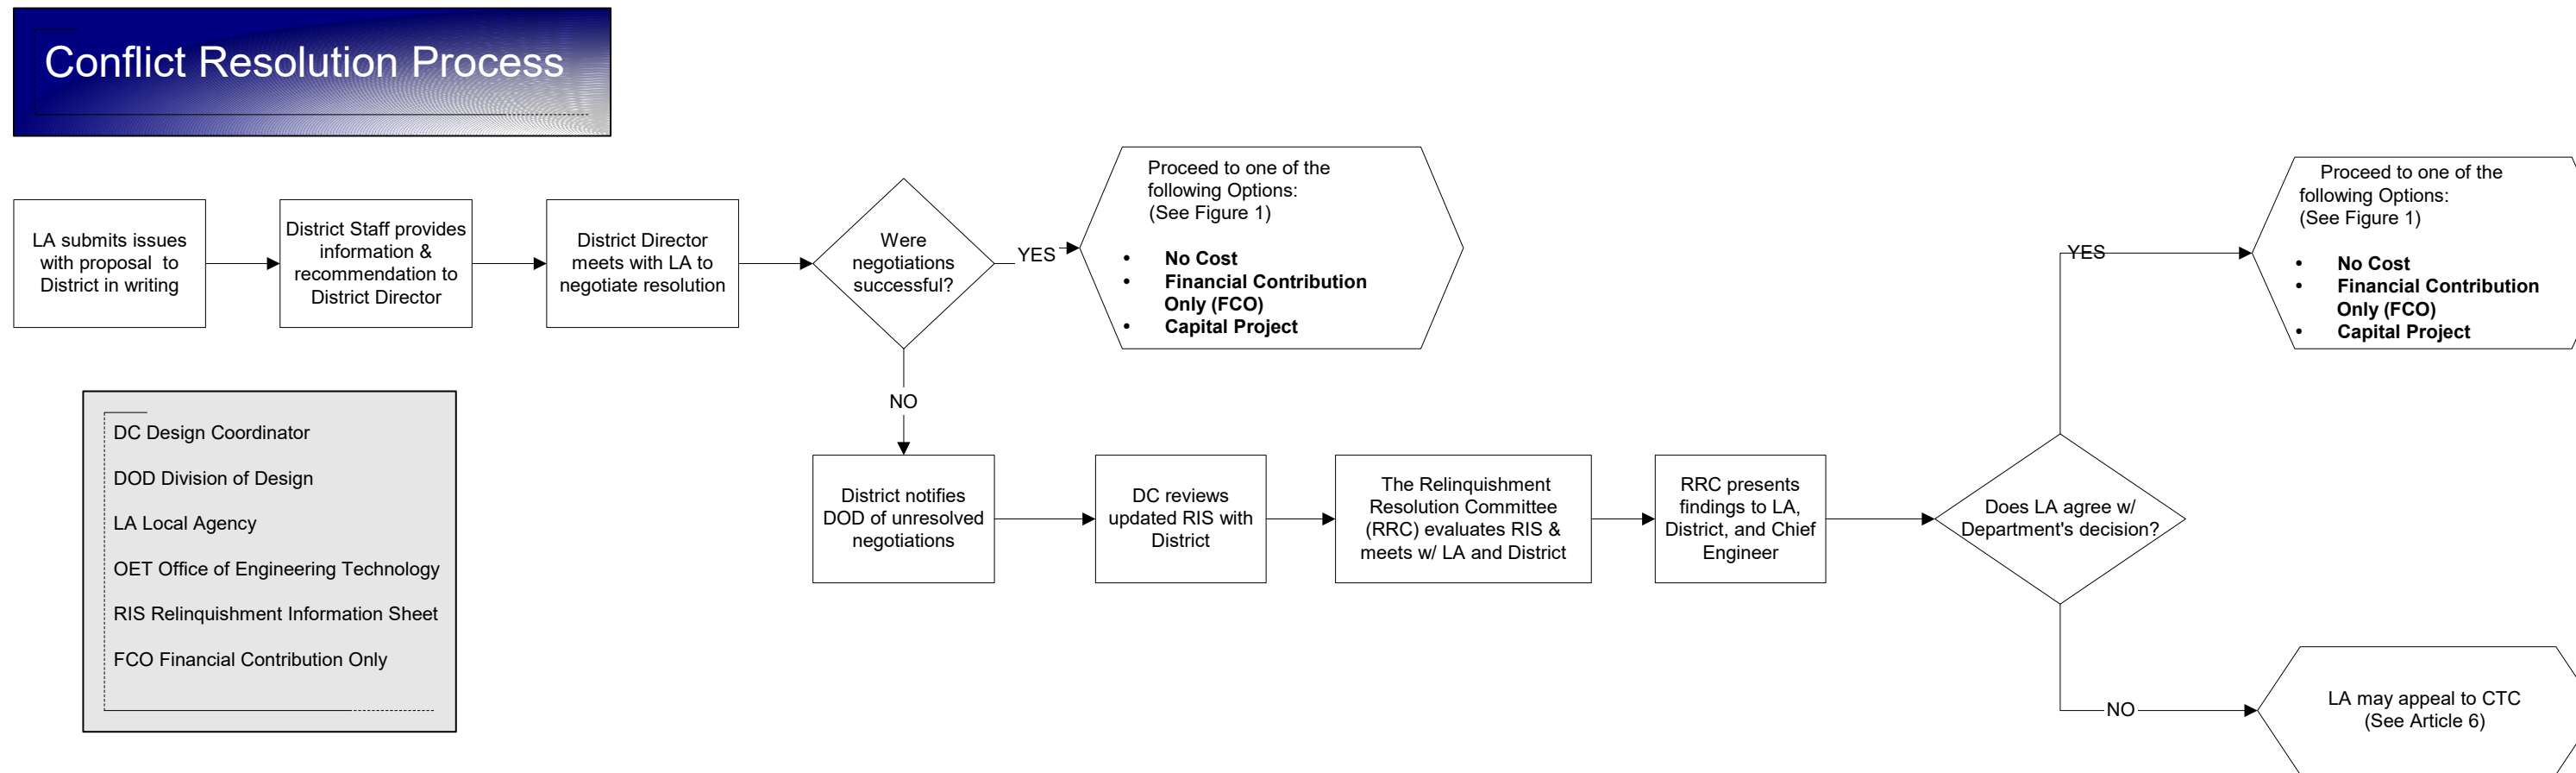 Conflict Resolution Process
LA submits issues
with proposal to
District in writing
District Staff provides
information &
recommendation to
District Director
District Director
meets with LA to
negotiate resolution
Were
negotiations
successful?
YES
Proceed to one of the
following Options:
(See Figure 1)
• No Cost
• Financial Contribution
Only (FCO)
• Capital Project
NO
District notifies
DOD of unresolved
negotiations
DC reviews
updated RIS with
District
The Relinquishment
Resolution Committee
(RRC) evaluates RIS &
meets w/ LA and District
RRC presents
findings to LA,
District, and Chief
Engineer
Does LA agree w/
Department's decision?
YES
Proceed to one of the
following Options:
(See Figure 1)
• No Cost
• Financial Contribution
Only (FCO)
• Capital Project
NO
LA may appeal to CTC
(See Article 6)
DC Design Coordinator
DOD Division of Design
LA Local Agency
OET Office of Engineering Technology
RIS Relinquishment Information Sheet
FCO Financial Contribution Only